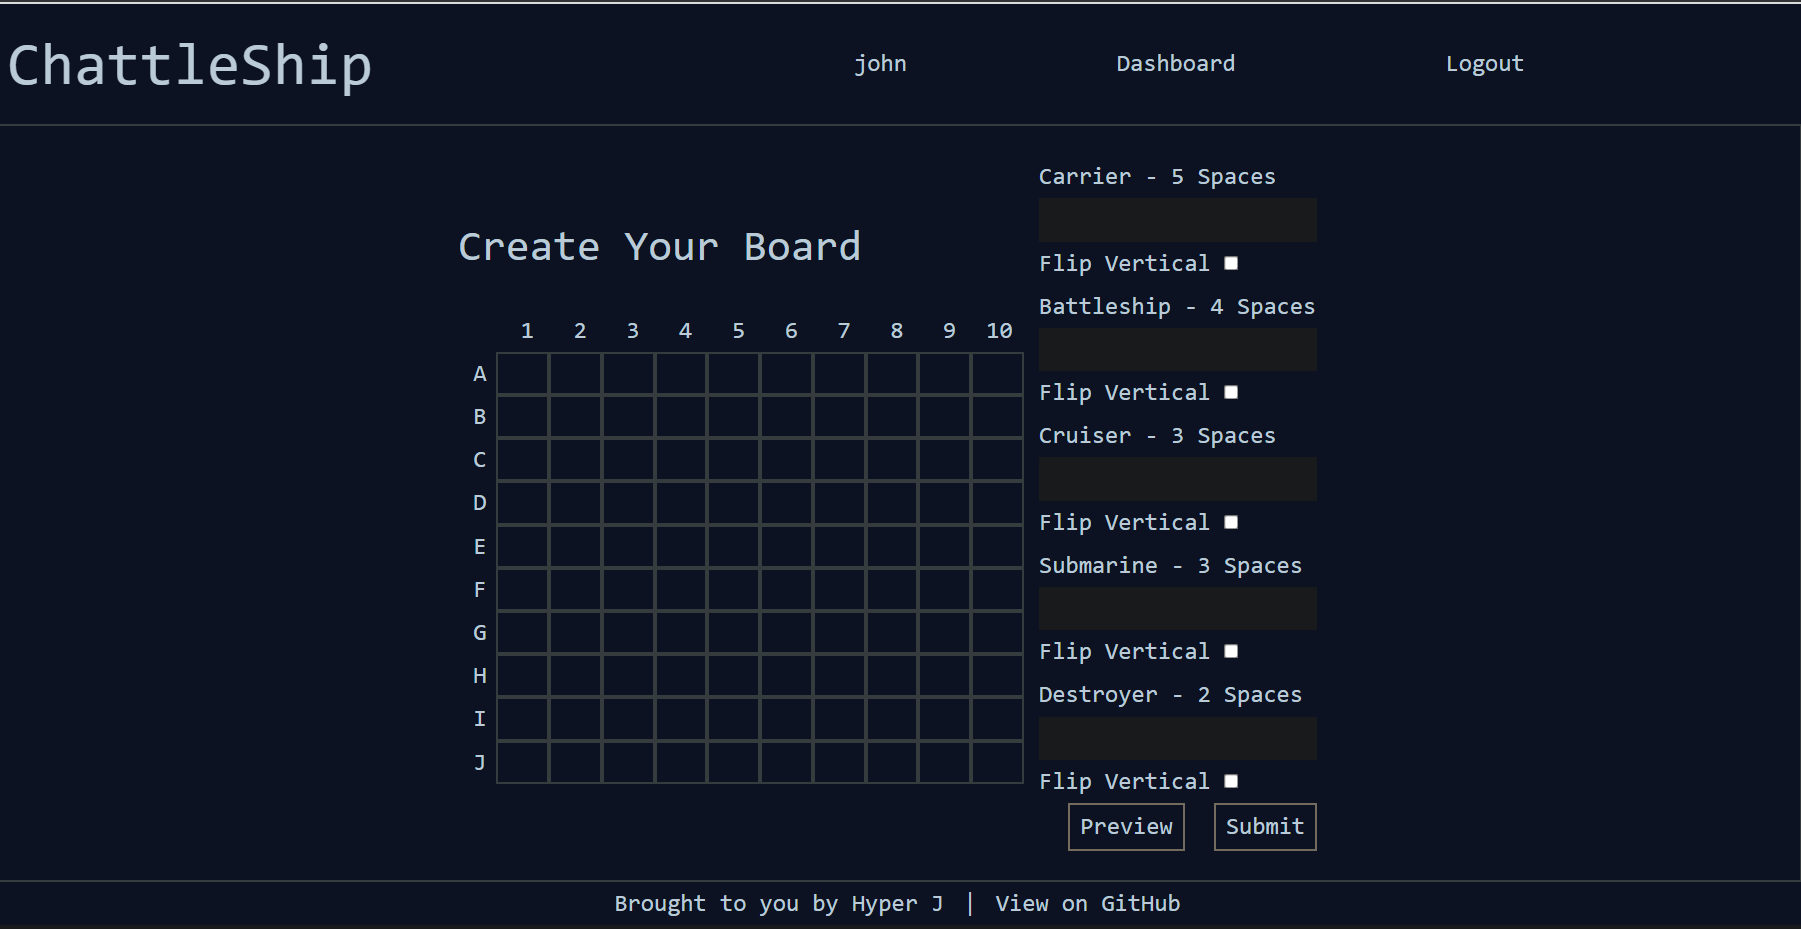 ChattleShip
john Dashboard Logout
Create Your Board
1 2 3 4 5 6 7 8 9 10
A
B
C
D
E
F
G
H
I
J
Carrier - 5 Spaces
Flip Vertical
Battleship - 4 Spaces
Flip Vertical
Cruiser - 3 Spaces
Flip Vertical
Submarine - 3 Spaces
Flip Vertical
Destroyer - 2 Spaces
Flip Vertical
Preview Submit
Brought to you by Hyper J | View on GitHub